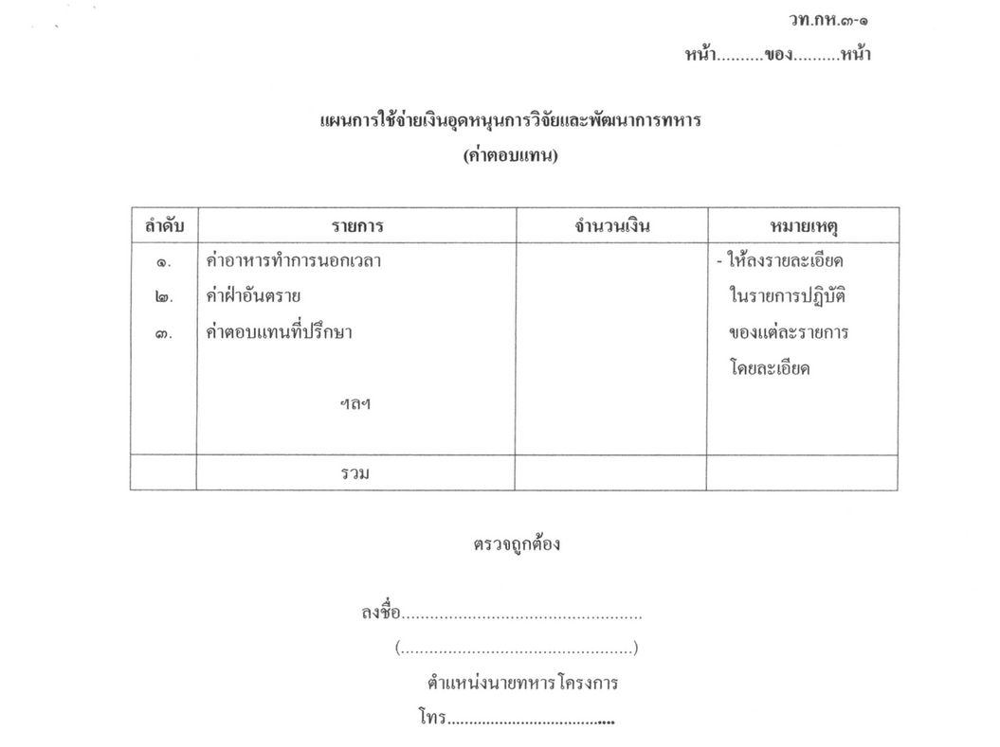 วท.กห.๓-๑
หน้า..........ของ..........หน้า
แผนการใช้จ่ายเงินอุดหนุนการวิจัยและพัฒนาการทหาร
(ค่าตอบแทน)
ลำดับ รายการ จำนวนเงิน หมายเหตุ
๑. ค่าอาหารทำการนอกเวลา - ให้ลงรายละเอียด
๒. ค่าฝ่าอันตราย ในรายการปฏิบัติ
๓. ค่าตอบแทนที่ปรึกษา ของแต่ละรายการ
โดยละเอียด
ฯลฯ
รวม
ตรวจถูกต้อง
ลงชื่อ...................................................
(.................................................)
ตำแหน่งนายทหารโครงการ
โทร.......................................